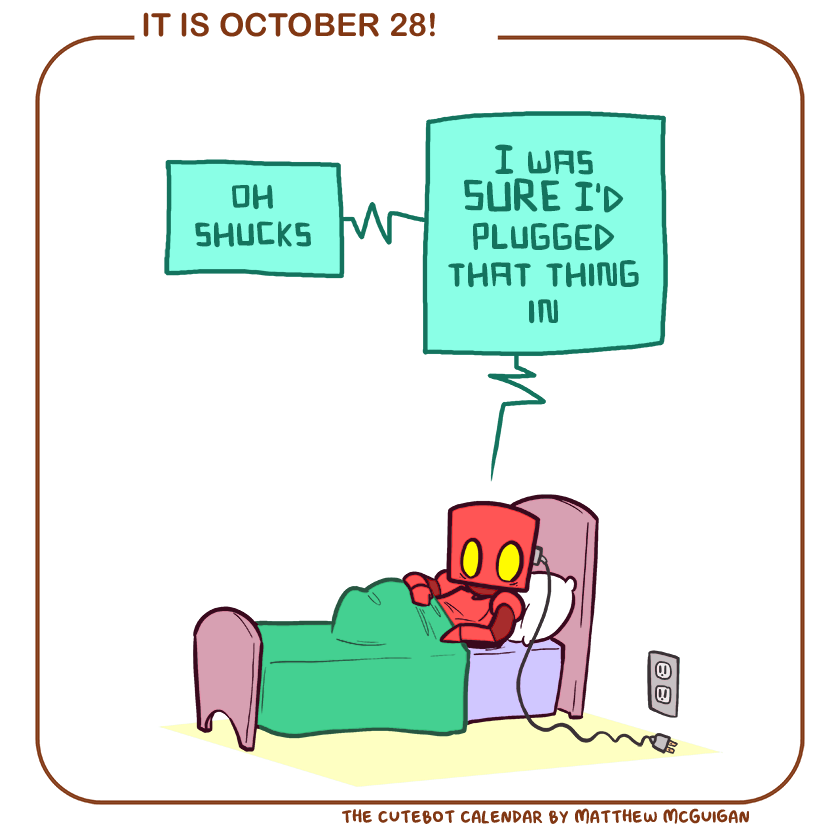 IT IS OCTOBER 28!
OH
SHUCKS
I WAS
SURE I'D
PLUGGED
THAT THING
IN
THE CUTEBOT CALENDAR BY MATTHEW MCGUIGAN